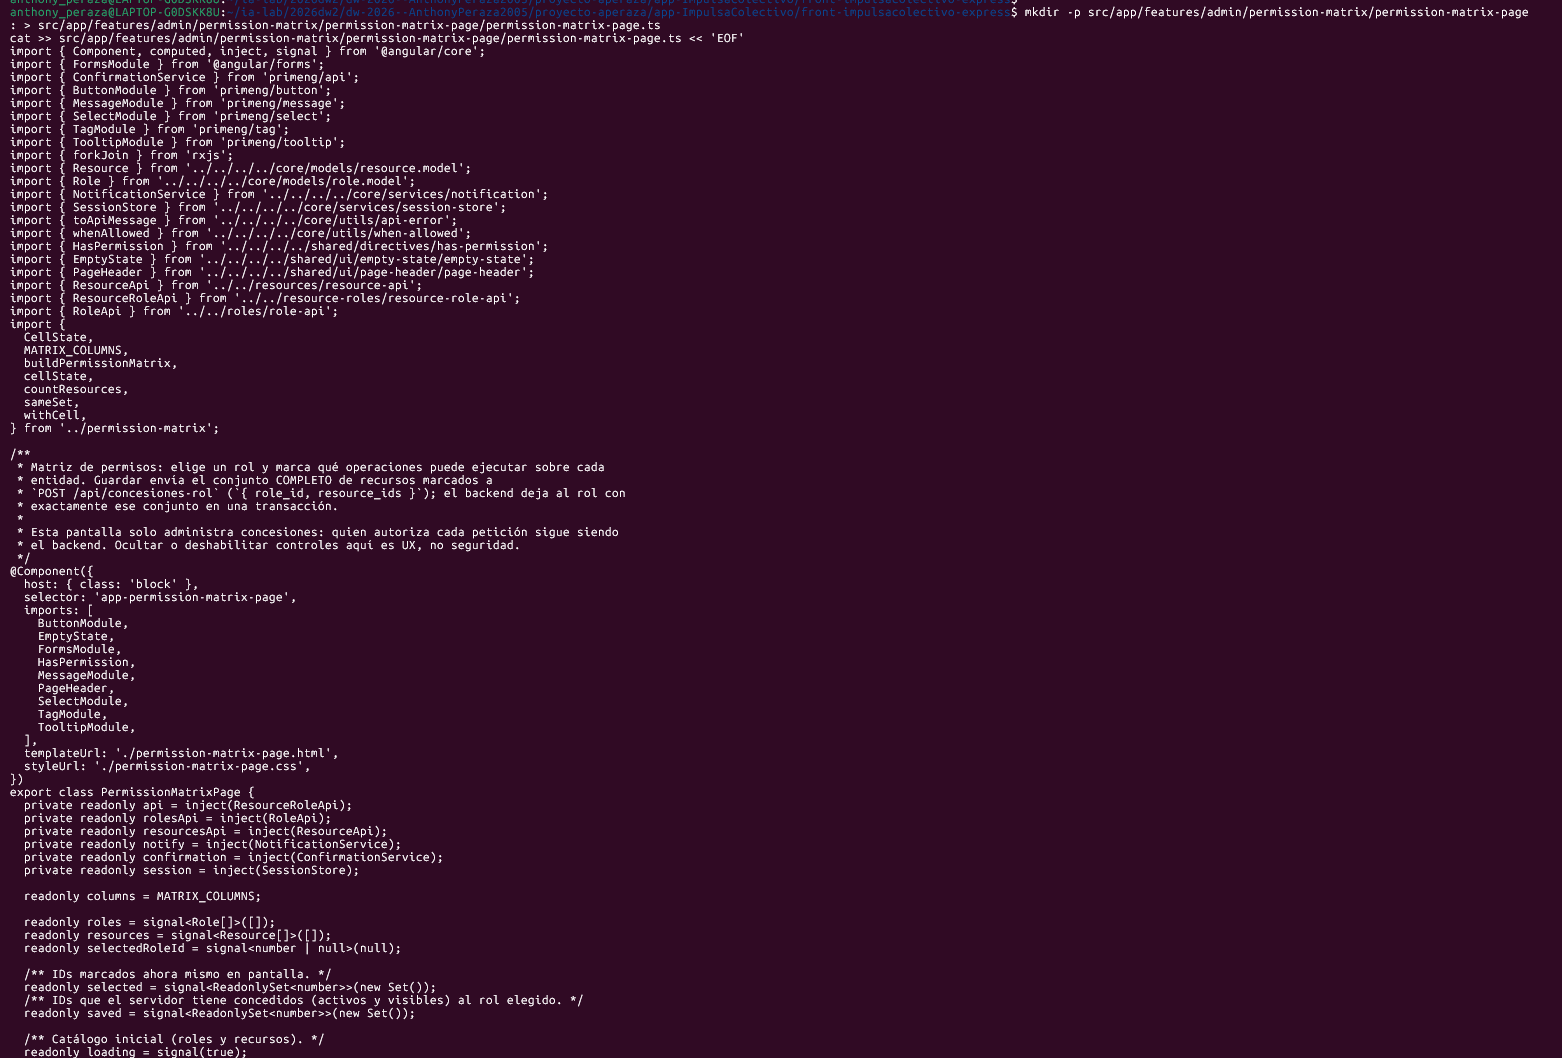 anthony_peraza@LAPTOP-G0DSKK8U:~/ia-lab/2026dw2/dw-2026--AnthonyPeraza2005/proyecto-aperaza/app-ImpulsaColectivo/front-impulsacolectivo-express$
anthony_peraza@LAPTOP-G0DSKK8U:~/ia-lab/2026dw2/dw-2026--AnthonyPeraza2005/proyecto-aperaza/app-ImpulsaColectivo/front-impulsacolectivo-express$ mkdir -p src/app/features/admin/permission-matrix/permission-matrix-page
: > src/app/features/admin/permission-matrix/permission-matrix-page/permission-matrix-page.ts
cat >> src/app/features/admin/permission-matrix/permission-matrix-page/permission-matrix-page.ts << 'EOF'
import { Component, computed, inject, signal } from '@angular/core';
import { FormsModule } from '@angular/forms';
import { ConfirmationService } from 'primeng/api';
import { ButtonModule } from 'primeng/button';
import { MessageModule } from 'primeng/message';
import { SelectModule } from 'primeng/select';
import { TagModule } from 'primeng/tag';
import { TooltipModule } from 'primeng/tooltip';
import { forkJoin } from 'rxjs';
import { Resource } from '../../../../core/models/resource.model';
import { Role } from '../../../../core/models/role.model';
import { NotificationService } from '../../../../core/services/notification';
import { SessionStore } from '../../../../core/services/session-store';
import { toApiMessage } from '../../../../core/utils/api-error';
import { whenAllowed } from '../../../../core/utils/when-allowed';
import { HasPermission } from '../../../../shared/directives/has-permission';
import { EmptyState } from '../../../../shared/ui/empty-state/empty-state';
import { PageHeader } from '../../../../shared/ui/page-header/page-header';
import { ResourceApi } from '../../resources/resource-api';
import { ResourceRoleApi } from '../../resource-roles/resource-role-api';
import { RoleApi } from '../../roles/role-api';
import {
  CellState,
  MATRIX_COLUMNS,
  buildPermissionMatrix,
  cellState,
  countResources,
  sameSet,
  withCell,
} from '../permission-matrix';

/**
 * Matriz de permisos: elige un rol y marca qué operaciones puede ejecutar sobre cada
 * entidad. Guardar envía el conjunto COMPLETO de recursos marcados a
 * `POST /api/concesiones-rol` (`{ role_id, resource_ids }`); el backend deja al rol con
 * exactamente ese conjunto en una transacción.
 *
 * Esta pantalla solo administra concesiones: quien autoriza cada petición sigue siendo
 * el backend. Ocultar o deshabilitar controles aquí es UX, no seguridad.
 */
@Component({
  host: { class: 'block' },
  selector: 'app-permission-matrix-page',
  imports: [
    ButtonModule,
    EmptyState,
    FormsModule,
    HasPermission,
    MessageModule,
    PageHeader,
    SelectModule,
    TagModule,
    TooltipModule,
  ],
  templateUrl: './permission-matrix-page.html',
  styleUrl: './permission-matrix-page.css',
})
export class PermissionMatrixPage {
  private readonly api = inject(ResourceRoleApi);
  private readonly rolesApi = inject(RoleApi);
  private readonly resourcesApi = inject(ResourceApi);
  private readonly notify = inject(NotificationService);
  private readonly confirmation = inject(ConfirmationService);
  private readonly session = inject(SessionStore);

  readonly columns = MATRIX_COLUMNS;

  readonly roles = signal<Role[]>([]);
  readonly resources = signal<Resource[]>([]);
  readonly selectedRoleId = signal<number | null>(null);

  /** IDs marcados ahora mismo en pantalla. */
  readonly selected = signal<ReadonlySet<number>>(new Set());
  /** IDs que el servidor tiene concedidos (activos y visibles) al rol elegido. */
  readonly saved = signal<ReadonlySet<number>>(new Set());

  /** Catálogo inicial (roles y recursos). */
  readonly loading = signal(true);